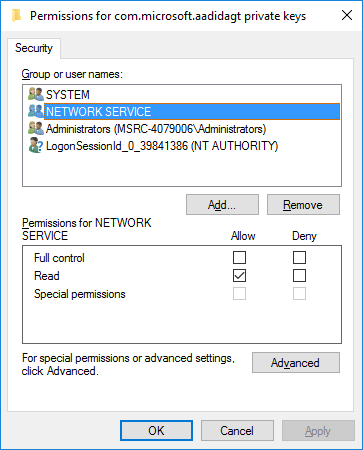 Permissions for com.microsoft.aadidagt private keys
Security
Group or user names:
SYSTEM
NETWORK SERVICE
Administrators (MSRC-4079006\Administrators)
LogonSessionId_0_39841386 (NT AUTHORITY)
Add...
Remove
Permissions for NETWORK
SERVICE
Allow
Deny
Full control
Read
Special permissions
For special permissions or advanced settings,
click Advanced.
Advanced
OK
Cancel
Apply